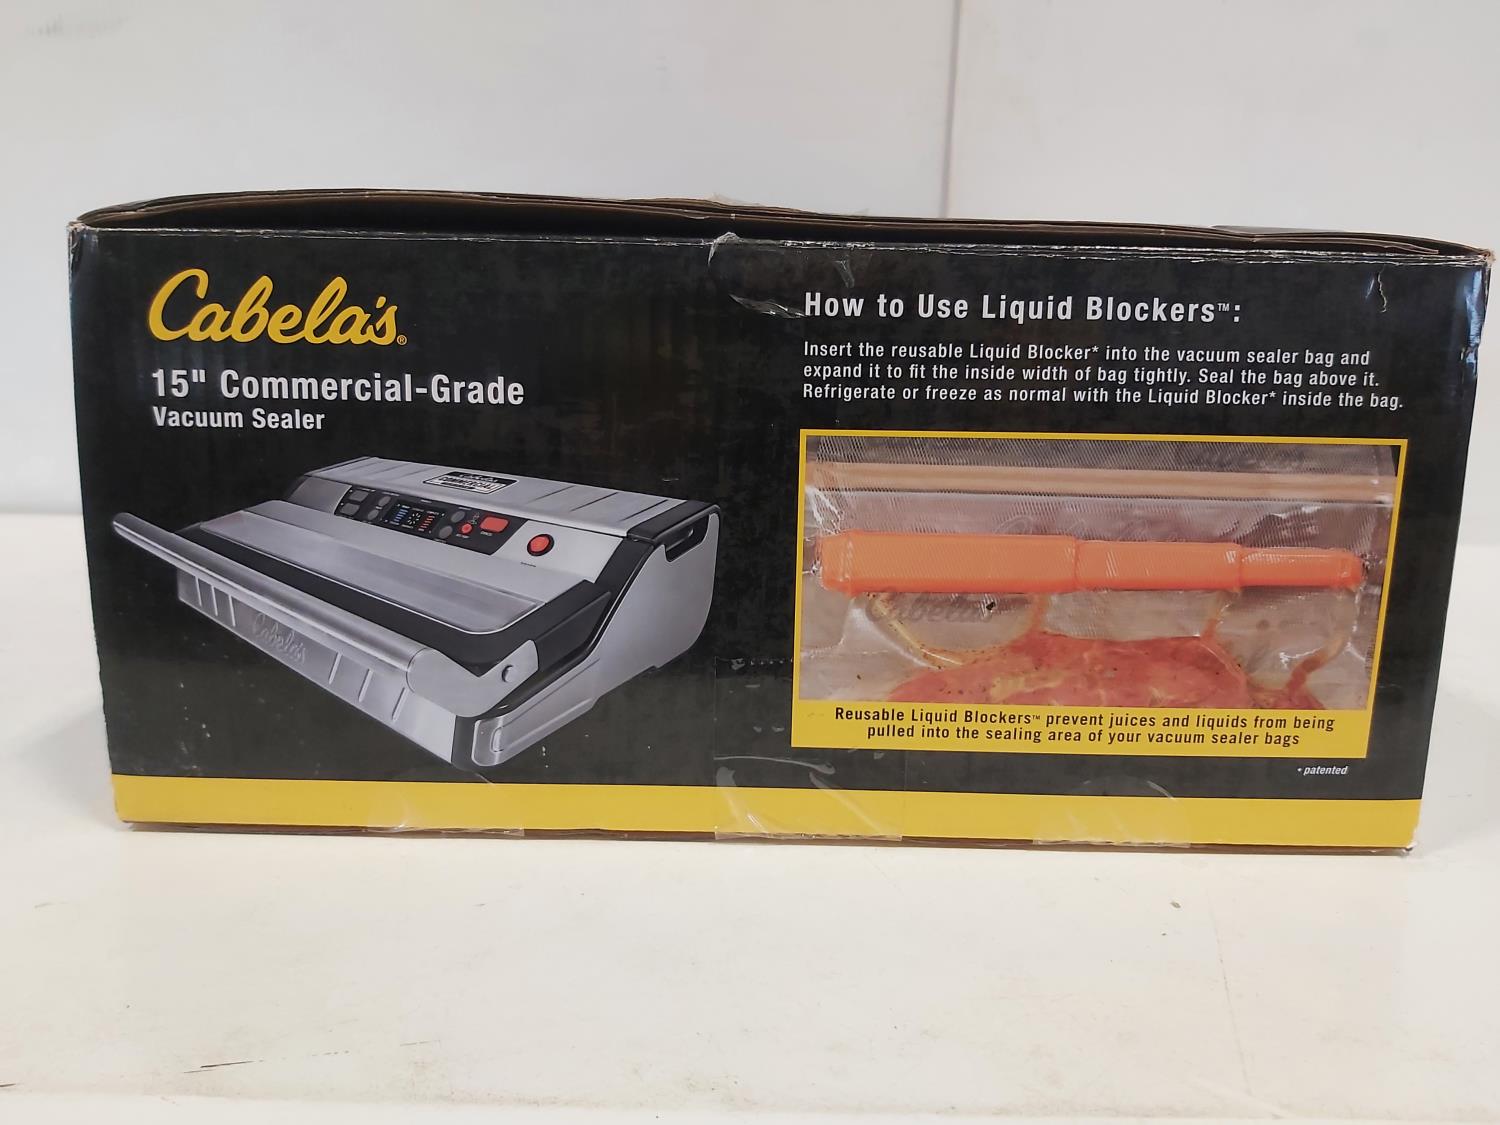 Cabela's®
15" Commercial-Grade
Vacuum Sealer
COMMERCIAL
Cabela's
How to Use Liquid Blockers™:
Insert the reusable Liquid Blocker* into the vacuum sealer bag and
expand it to fit the inside width of bag tightly. Seal the bag above it.
Refrigerate or freeze as normal with the Liquid Blocker* inside the bag.
Cabela's
Reusable Liquid Blockers™ prevent juices and liquids from being
pulled into the sealing area of your vacuum sealer bags
* patented